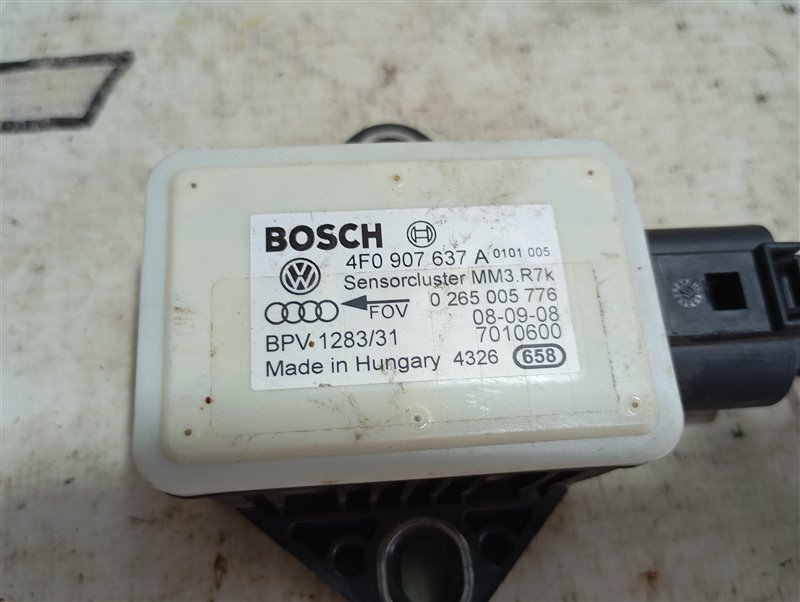 BOSCH
4F0 907 637 A 0101 005
Sensorcluster MM3.R7k
FOV 0 265 005 776
08-09-08
BPV 1283/31 7010600
Made in Hungary 4326 658